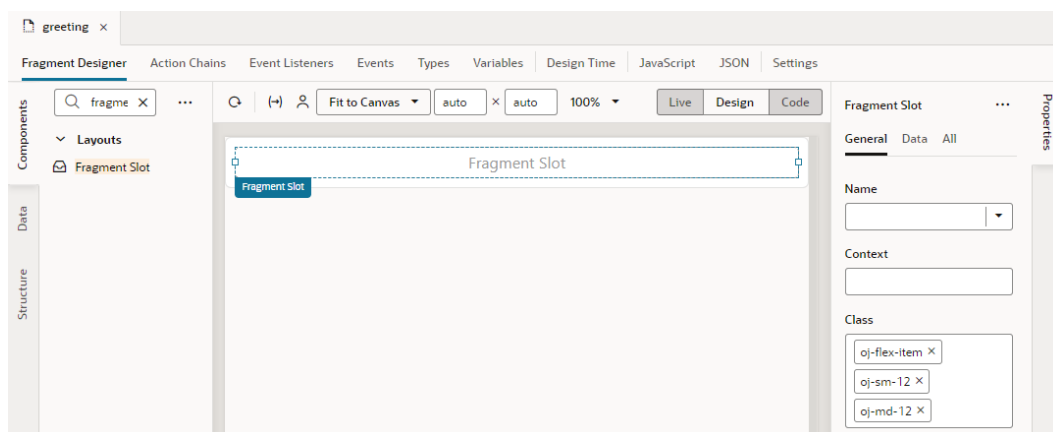 greeting ×
Fragment Designer Action Chains Event Listeners Events Types Variables Design Time JavaScript JSON Settings
Components
Data
Structure
fragme ×
Layouts
Fragment Slot
Fit to Canvas auto × auto 100% Live Design Code
Fragment Slot
Fragment Slot
Fragment Slot
General Data All
Name
Context
Class
oj-flex-item ×
oj-sm-12 ×
oj-md-12 ×
Properties